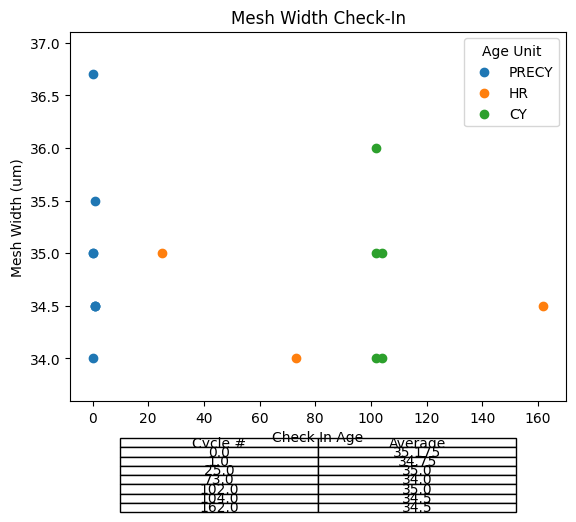 Mesh Width Check-In
Age Unit
PRECY
HR
CY
Mesh Width (um)
37.0
36.5
36.0
35.5
35.0
34.5
34.0
0 20 40 60 80 100 120 140 160
Check In Age
Cycle # Average
0.0 35.175
1.0 34.75
25.0 35.0
73.0 34.0
102.0 35.0
104.0 34.5
162.0 34.5